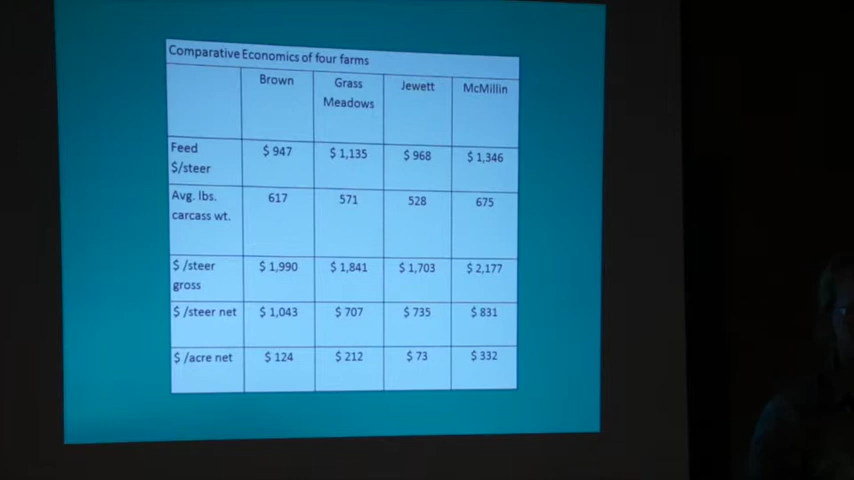 Comparative Economics of four farms
Brown Grass Meadows Jewett McMillin
Feed $/steer $ 947 $ 1,135 $ 968 $ 1,346
Avg. lbs. carcass wt. 617 571 528 675
$ /steer gross $ 1,990 $ 1,841 $ 1,703 $ 2,177
$ /steer net $ 1,043 $ 707 $ 735 $ 831
$ /acre net $ 124 $ 212 $ 73 $ 332